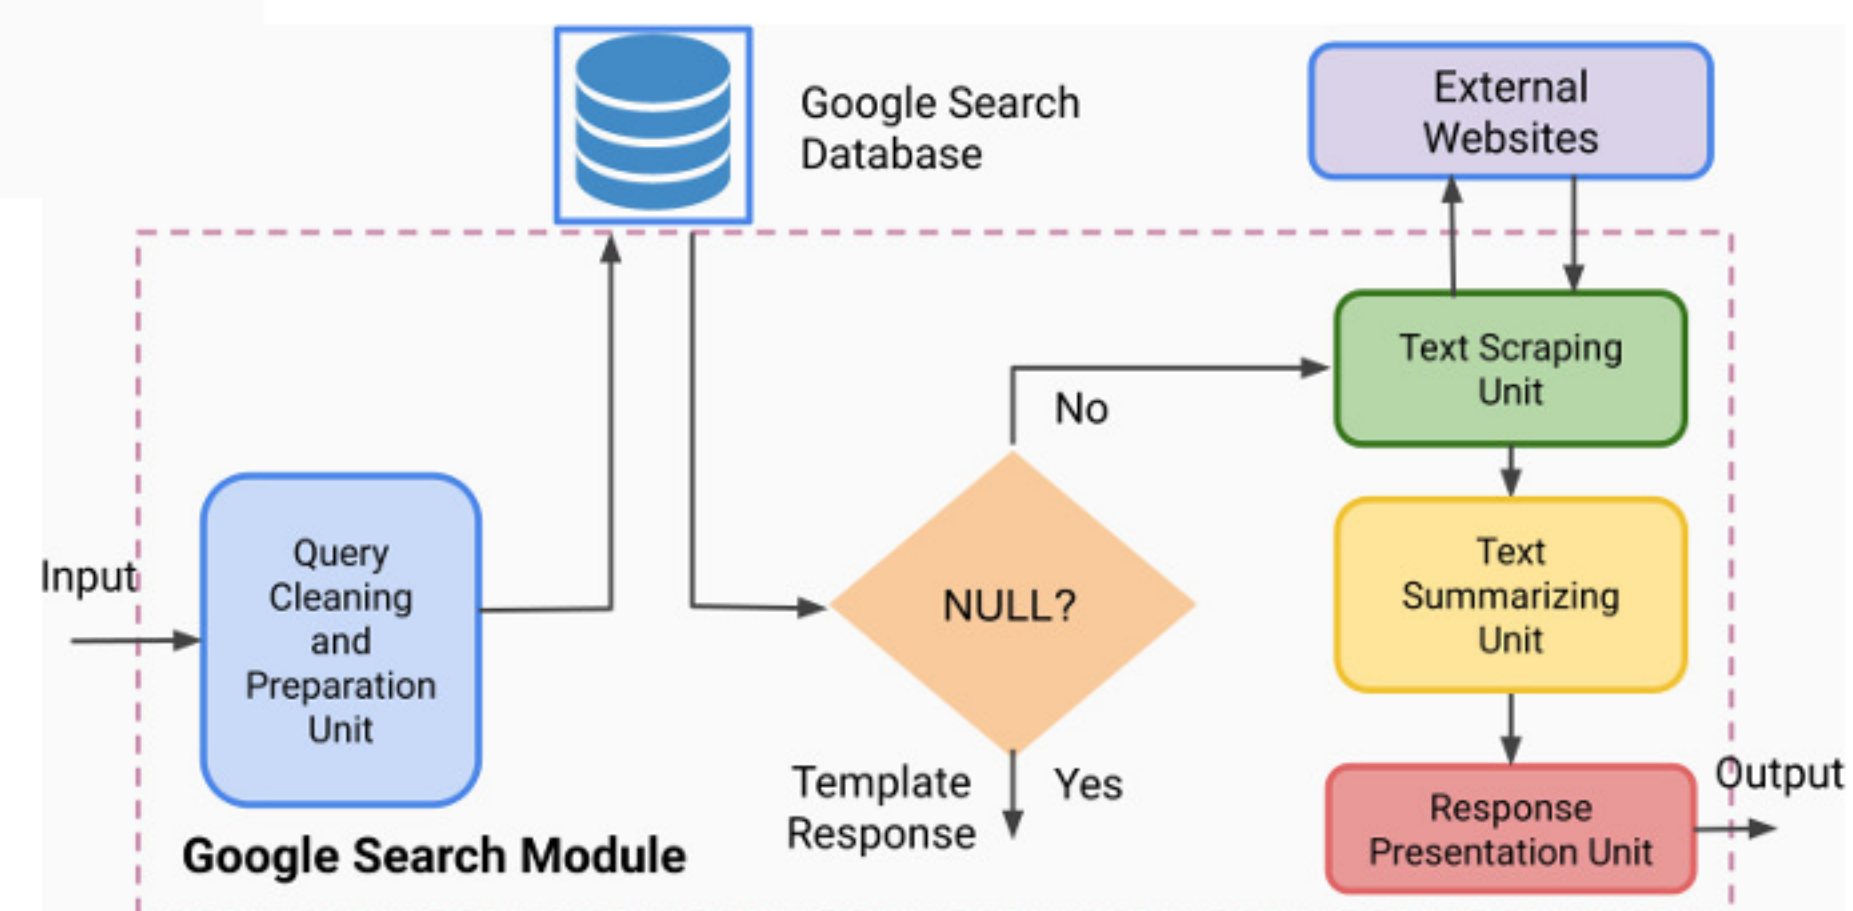 Google Search
Database
External
Websites
Text Scraping
Unit
No
Input
Query
Cleaning
and
Preparation
Unit
NULL?
Text
Summarizing
Unit
Template
Response
Yes
Output
Response
Presentation Unit
Google Search Module